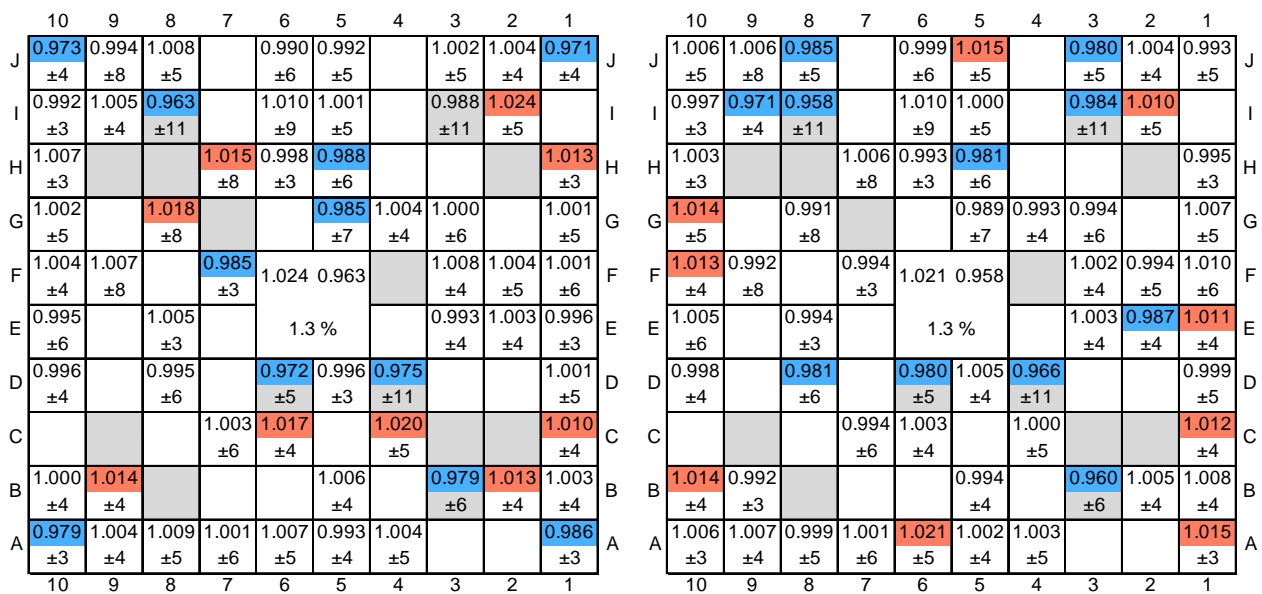 10 9 8 7 6 5 4 3 2 1 10 9 8 7 6 5 4 3 2 1
J 0.973 0.994 1.008 0.990 0.992 1.002 1.004 0.971 J J 1.006 1.006 0.985 0.999 1.015 0.980 1.004 0.993 J
±4 ±8 ±5 ±6 ±5 ±5 ±4 ±4 ±5 ±8 ±5 ±6 ±5 ±5 ±4 ±5
I 0.992 1.005 0.963 1.010 1.001 0.988 1.024 I I 0.997 0.971 0.958 1.010 1.000 0.984 1.010 I
±3 ±4 ±11 ±9 ±5 ±11 ±5 ±3 ±4 ±11 ±9 ±5 ±11 ±5
H 1.007 1.015 0.998 0.988 1.013 H H 1.003 1.006 0.993 0.981 0.995 H
±3 ±8 ±3 ±6 ±3 ±3 ±8 ±3 ±6 ±3
G 1.002 1.018 0.985 1.004 1.000 1.001 G G 1.014 0.991 0.989 0.993 0.994 1.007 G
±5 ±8 ±7 ±4 ±6 ±5 ±5 ±8 ±7 ±4 ±6 ±5
F 1.004 1.007 0.985 1.024 0.963 1.008 1.004 1.001 F F 1.013 0.992 0.994 1.021 0.958 1.002 0.994 1.010 F
±4 ±8 ±3 ±4 ±5 ±6 ±4 ±8 ±3 ±4 ±5 ±6
E 0.995 1.005 1.3 % 0.993 1.003 0.996 E E 1.005 0.994 1.3 % 1.003 0.987 1.011 E
±6 ±3 ±4 ±4 ±3 ±6 ±3 ±4 ±4 ±4
D 0.996 0.995 0.972 0.996 0.975 1.001 D D 0.998 0.981 0.980 1.005 0.966 0.999 D
±4 ±6 ±5 ±3 ±11 ±5 ±4 ±6 ±5 ±4 ±11 ±5
C 1.003 1.017 1.020 1.010 C C 0.994 1.003 1.000 1.012 C
±6 ±4 ±5 ±4 ±6 ±4 ±5 ±4
B 1.000 1.014 1.006 0.979 1.013 1.003 B B 1.014 0.992 0.994 0.960 1.005 1.008 B
±4 ±4 ±4 ±6 ±4 ±4 ±4 ±3 ±4 ±6 ±4 ±4
A 0.979 1.004 1.009 1.001 1.007 0.993 1.004 0.986 A A 1.006 1.007 0.999 1.001 1.021 1.002 1.003 1.015 A
±3 ±4 ±5 ±6 ±5 ±4 ±5 ±3 ±3 ±4 ±5 ±6 ±5 ±4 ±5 ±3
10 9 8 7 6 5 4 3 2 1 10 9 8 7 6 5 4 3 2 1